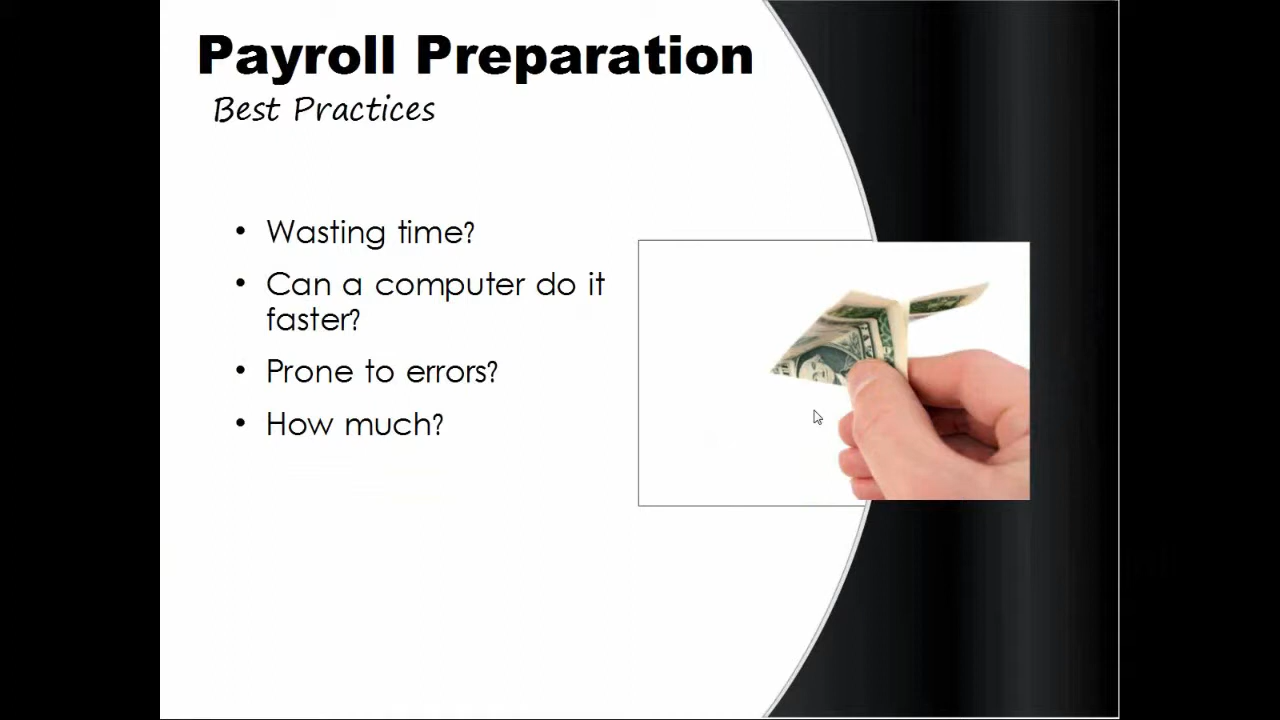 Payroll Preparation
Best Practices
• Wasting time?
• Can a computer do it
faster?
• Prone to errors?
• How much?